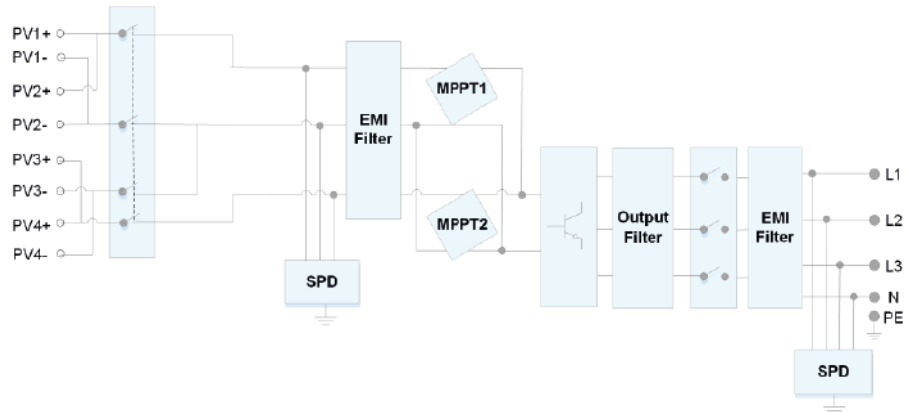 PV1+
PV1-
PV2+
PV2-
PV3+
PV3-
PV4+
PV4-
EMI
Filter
MPPT1
MPPT2
SPD
Output
Filter
EMI
Filter
L1
L2
L3
N
PE
SPD